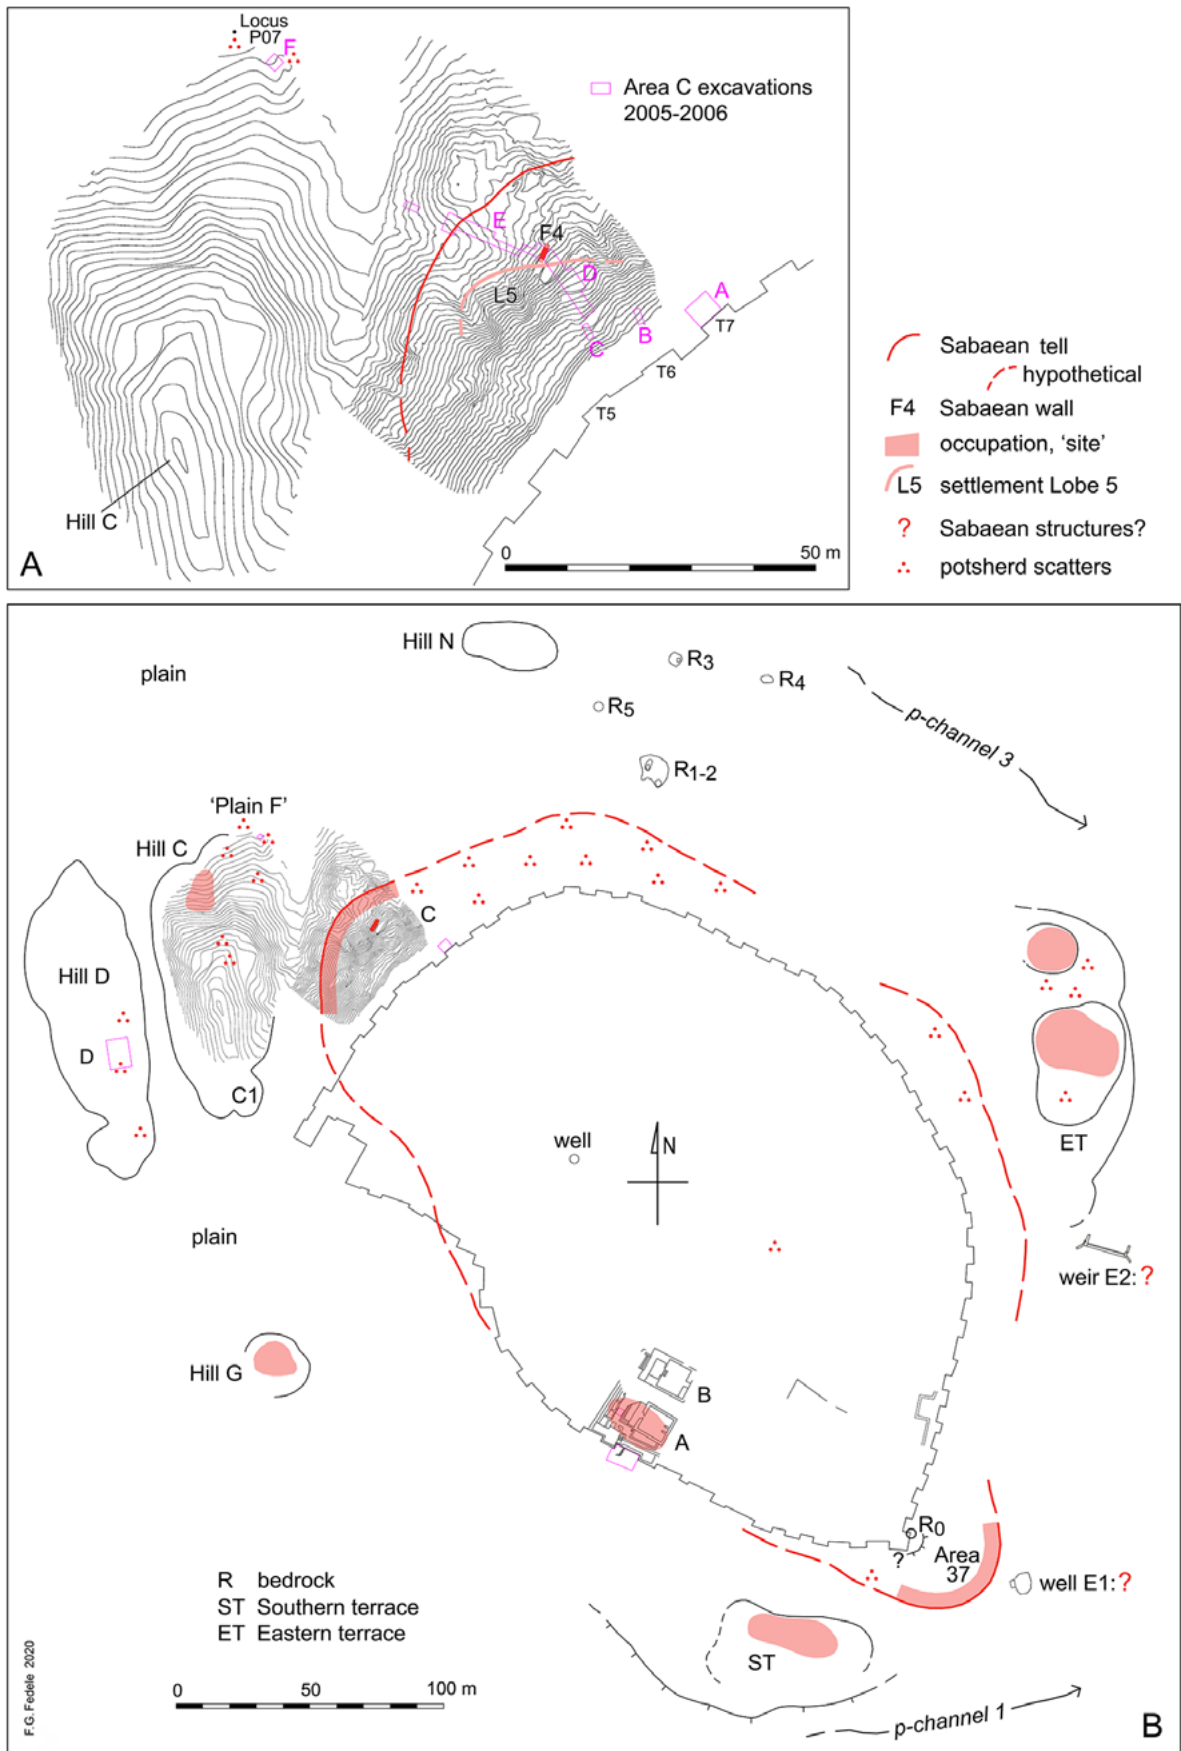 Locus
P07
F
Area C excavations
2005-2006
E
F4
D
L5
A
T7
B
C
T6
T5
Hill C
A
0 50 m
Sabaean tell
hypothetical
F4 Sabaean wall
occupation, ‘site’
L5 settlement Lobe 5
? Sabaean structures?
potsherd scatters
Hill N
plain
R3
R4
R5
p-channel 3
R1-2
‘Plain F’
Hill C
C
Hill D
D
C1
well
N
ET
plain
weir E2: ?
Hill G
B
A
R0
?
Area
37
well E1: ?
R bedrock
ST Southern terrace
ET Eastern terrace
ST
0 50 100 m
p-channel 1
B
F.G. Fedele 2020